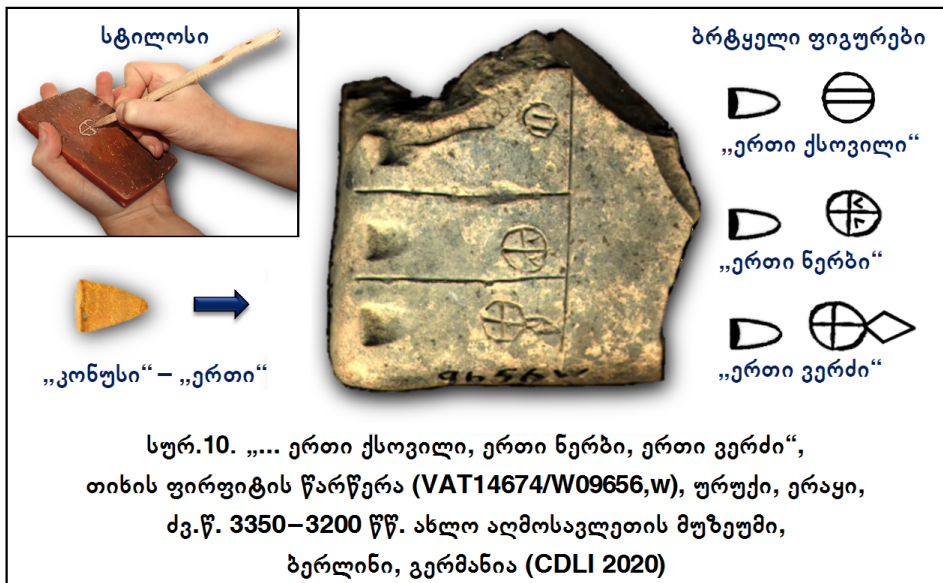 სტილოსი
„კონუსი“ – „ერთი“
ბრტყელი ფიგურები
„ერთი ქსოვილი“
„ერთი ნერბი“
„ერთი ვერძი“
სურ.10. „... ერთი ქსოვილი, ერთი ნერბი, ერთი ვერძი“,
თიხის ფირფიტის წარწერა (VAT14674/W09656,w), ურუქი, ერაყი,
ძვ.წ. 3350–3200 წწ. ახლო აღმოსავლეთის მუზეუმი,
ბერლინი, გერმანია (CDLI 2020)